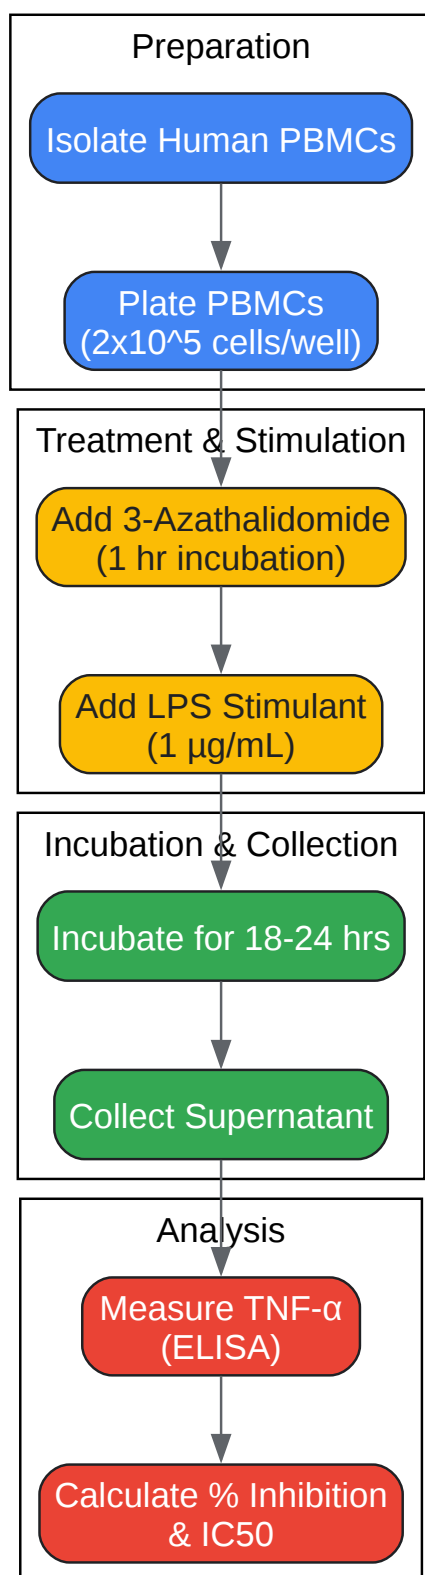 Preparation
Isolate Human PBMCs
Plate PBMCs
(2x10^5 cells/well)
Treatment & Stimulation
Add 3-Azathalidomide
(1 hr incubation)
Add LPS Stimulant
(1 µg/mL)
Incubation & Collection
Incubate for 18-24 hrs
Collect Supernatant
Analysis
Measure TNF-α
(ELISA)
Calculate % Inhibition
& IC50